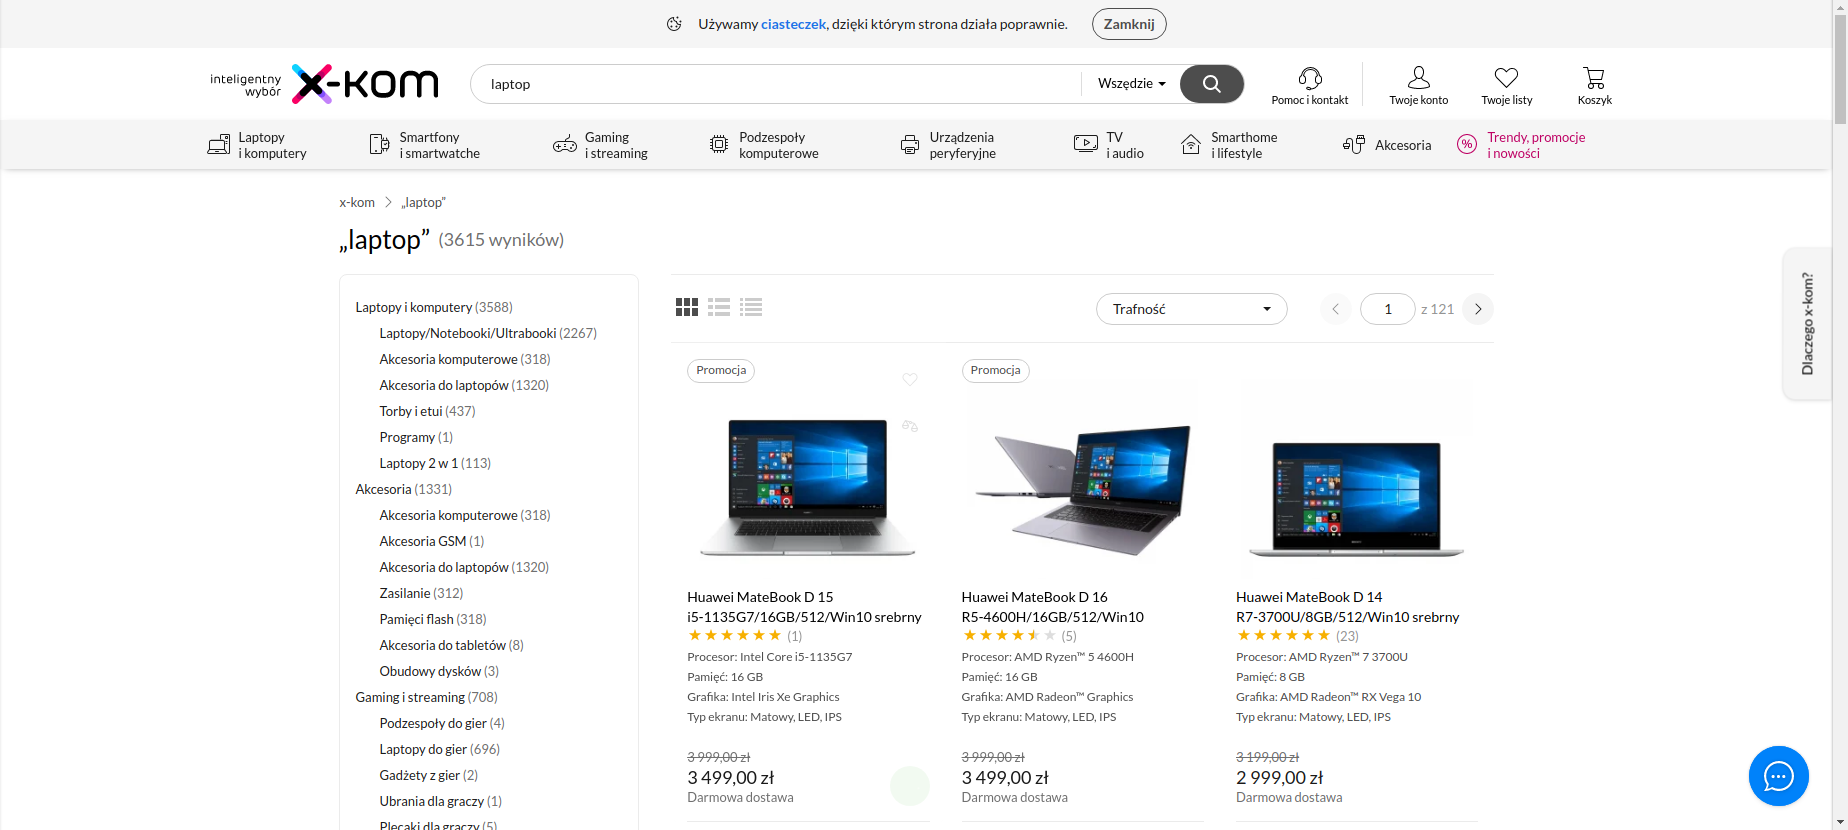 Używamy ciasteczek, dzięki którym strona działa poprawnie.
Zamknij
inteligentny
wybór
x-kom
laptop
Wszędzie
Pomoc i kontakt
Twoje konto
Twoje listy
Koszyk
Laptopy
i komputery
Smartfony
i smartwatche
Gaming
i streaming
Podzespoły
komputerowe
Urządzenia
peryferyjne
TV
i audio
Smarthome
i lifestyle
Akcesoria
%
Trendy, promocje
i nowości
x-kom
„laptop”
„laptop” (3615 wyników)
Laptopy i komputery (3588)
Laptopy/Notebooki/Ultrabooki (2267)
Akcesoria komputerowe (318)
Akcesoria do laptopów (1320)
Torby i etui (437)
Programy (1)
Laptopy 2 w 1 (113)
Akcesoria (1331)
Akcesoria komputerowe (318)
Akcesoria GSM (1)
Akcesoria do laptopów (1320)
Zasilanie (312)
Pamięci flash (318)
Akcesoria do tabletów (8)
Obudowy dysków (3)
Gaming i streaming (708)
Podzespoły do gier (4)
Laptopy do gier (696)
Gadżety z gier (2)
Ubrania dla graczy (1)
Plecaki dla graczy (5)
Trafność
1 z 121
Promocja
Huawei MateBook D 15
i5-1135G7/16GB/512/Win10 srebrny
(1)
Procesor: Intel Core i5-1135G7
Pamięć: 16 GB
Grafika: Intel Iris Xe Graphics
Typ ekranu: Matowy, LED, IPS
3 999,00 zł
3 499,00 zł
Darmowa dostawa
Promocja
Huawei MateBook D 16
R5-4600H/16GB/512/Win10
(5)
Procesor: AMD Ryzen™ 5 4600H
Pamięć: 16 GB
Grafika: AMD Radeon™ Graphics
Typ ekranu: Matowy, LED, IPS
3 999,00 zł
3 499,00 zł
Darmowa dostawa
Huawei MateBook D 14
R7-3700U/8GB/512/Win10 srebrny
(23)
Procesor: AMD Ryzen™ 7 3700U
Pamięć: 8 GB
Grafika: AMD Radeon™ RX Vega 10
Typ ekranu: Matowy, LED, IPS
3 199,00 zł
2 999,00 zł
Darmowa dostawa
Dlaczego x-kom?